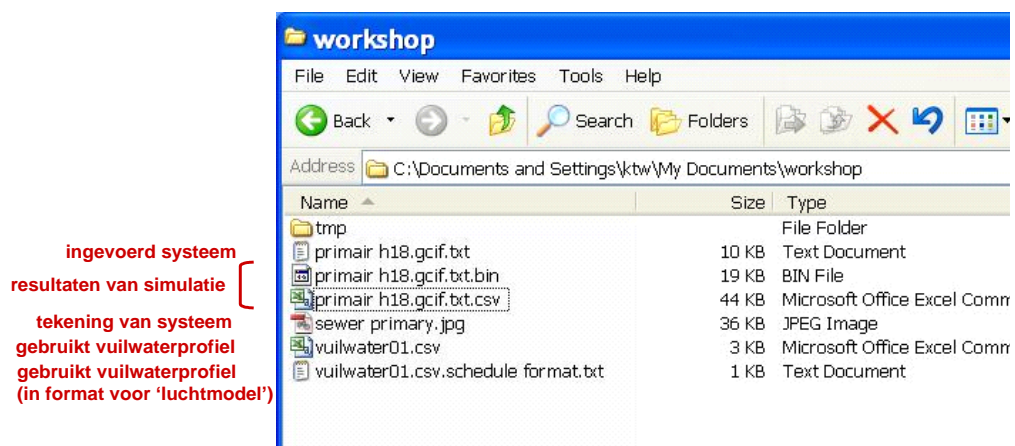 workshop
File Edit View Favorites Tools Help
Back Search Folders
Address C:\Documents and Settings\ktw\My Documents\workshop
Name Size Type
tmp File Folder
ingevoerd systeem primair h18.gcif.txt 10 KB Text Document
resultaten van simulatie
primair h18.gcif.txt.bin 19 KB BIN File
primair h18.gcif.txt.csv 44 KB Microsoft Office Excel Comm
tekening van systeem sewer primary.jpg 36 KB JPEG Image
gebruikt vuilwaterprofiel vuilwater01.csv 3 KB Microsoft Office Excel Comm
gebruikt vuilwaterprofiel vuilwater01.csv.schedule format.txt 1 KB Text Document
(in format voor ‘luchtmodel’)